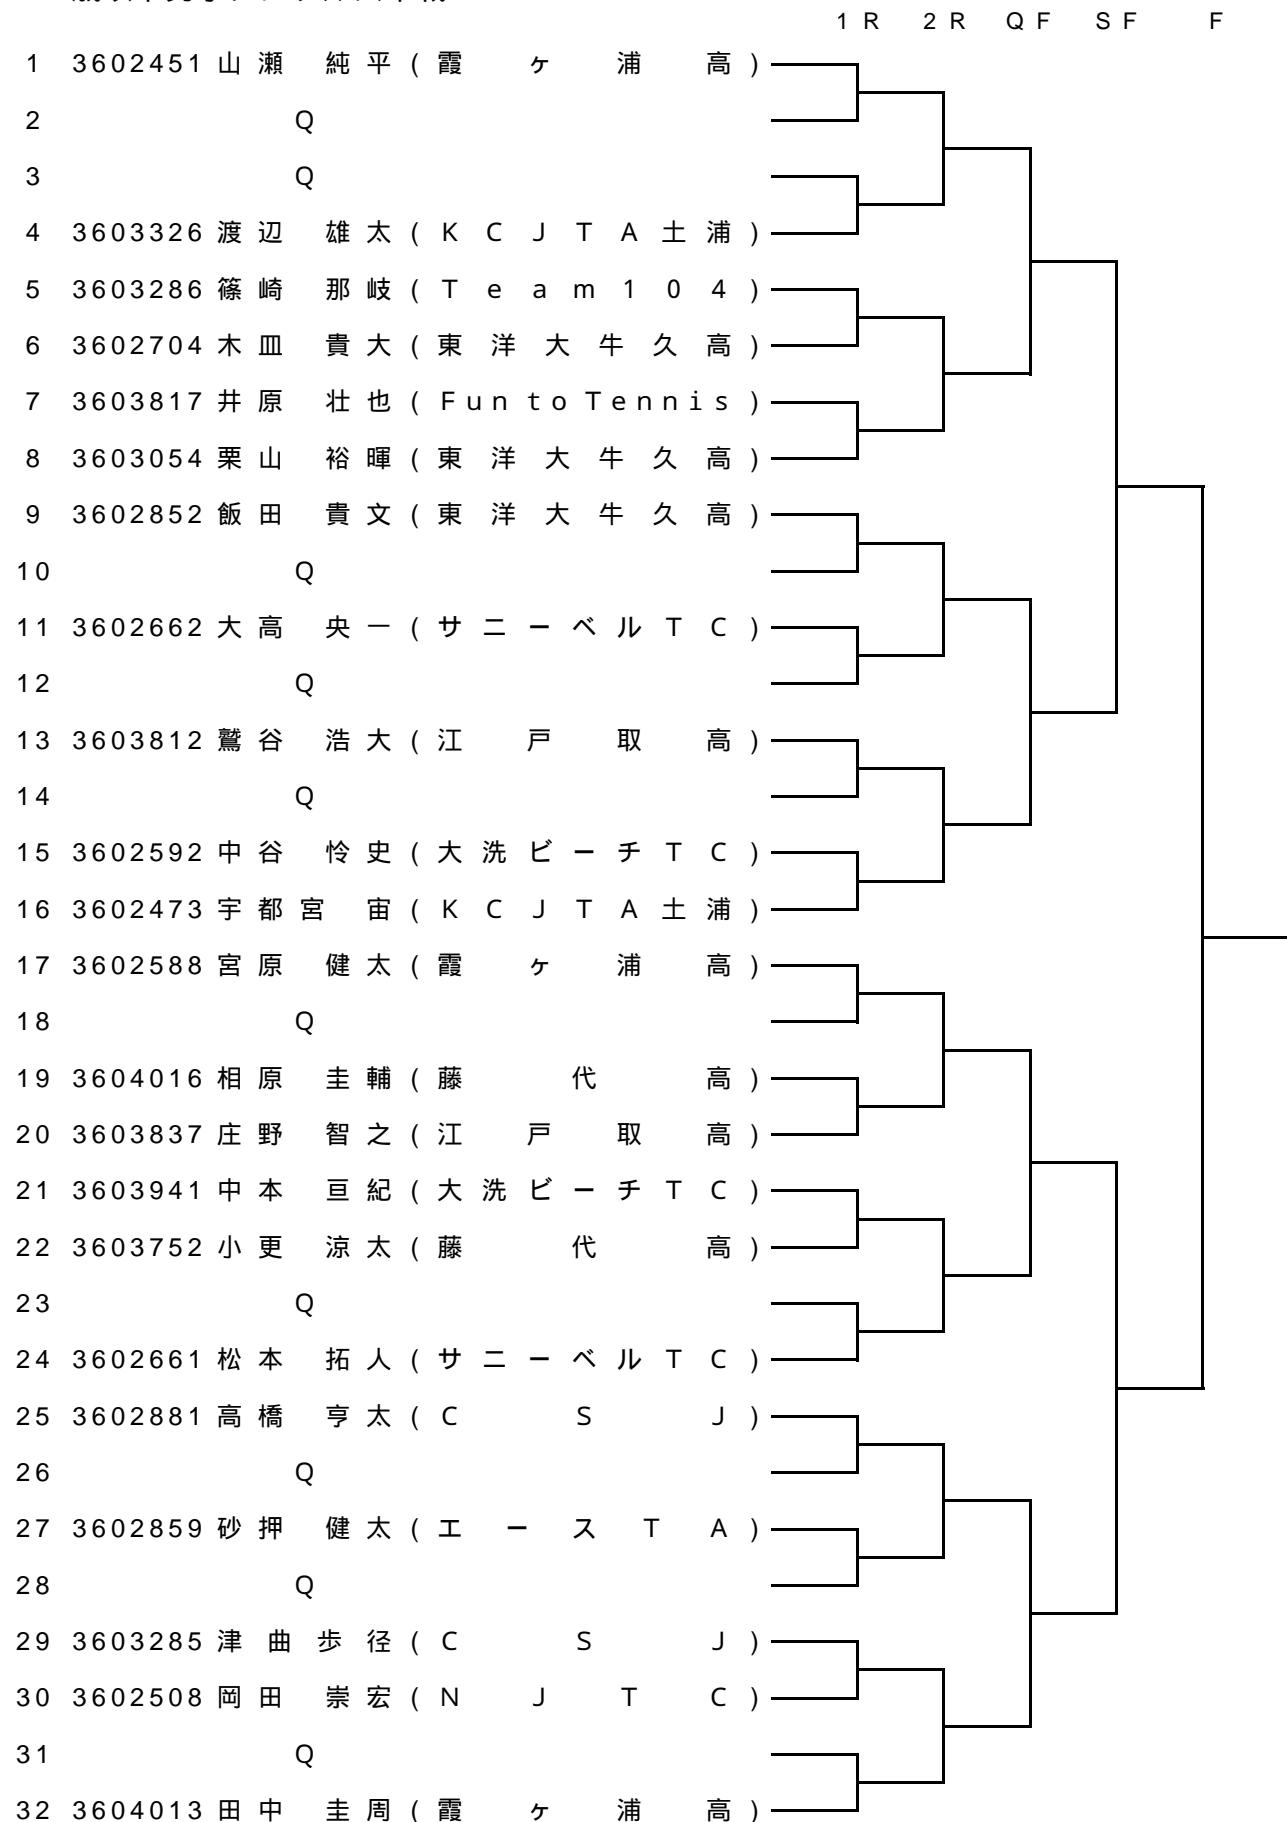 1R 2R QF SF F
1 3602451 山瀬 純平(霞ヶ浦高)
2 Q
3 Q
4 3603326 渡辺 雄太(KCJTA土浦)
5 3603286 篠崎 那岐(Team104)
6 3602704 木皿 貴大(東洋大牛久高)
7 3603817 井原 壮也(FuntoTennis)
8 3603054 栗山 裕暉(東洋大牛久高)
9 3602852 飯田 貴文(東洋大牛久高)
10 Q
11 3602662 大高 央一(サニーベルTC)
12 Q
13 3603812 鷲谷 浩大(江戸取高)
14 Q
15 3602592 中谷 怜史(大洗ビーチTC)
16 3602473 宇都宮 宙(KCJTA土浦)
17 3602588 宮原 健太(霞ヶ浦高)
18 Q
19 3604016 相原 圭輔(藤代高)
20 3603837 庄野 智之(江戸取高)
21 3603941 中本 亘紀(大洗ビーチTC)
22 3603752 小更 涼太(藤代高)
23 Q
24 3602661 松本 拓人(サニーベルTC)
25 3602881 高橋 亨太(CSJ)
26 Q
27 3602859 砂押 健太(エースTA)
28 Q
29 3603285 津曲歩径(CSJ)
30 3602508 岡田 崇宏(NJTC)
31 Q
32 3604013 田中 圭周(霞ヶ浦高)